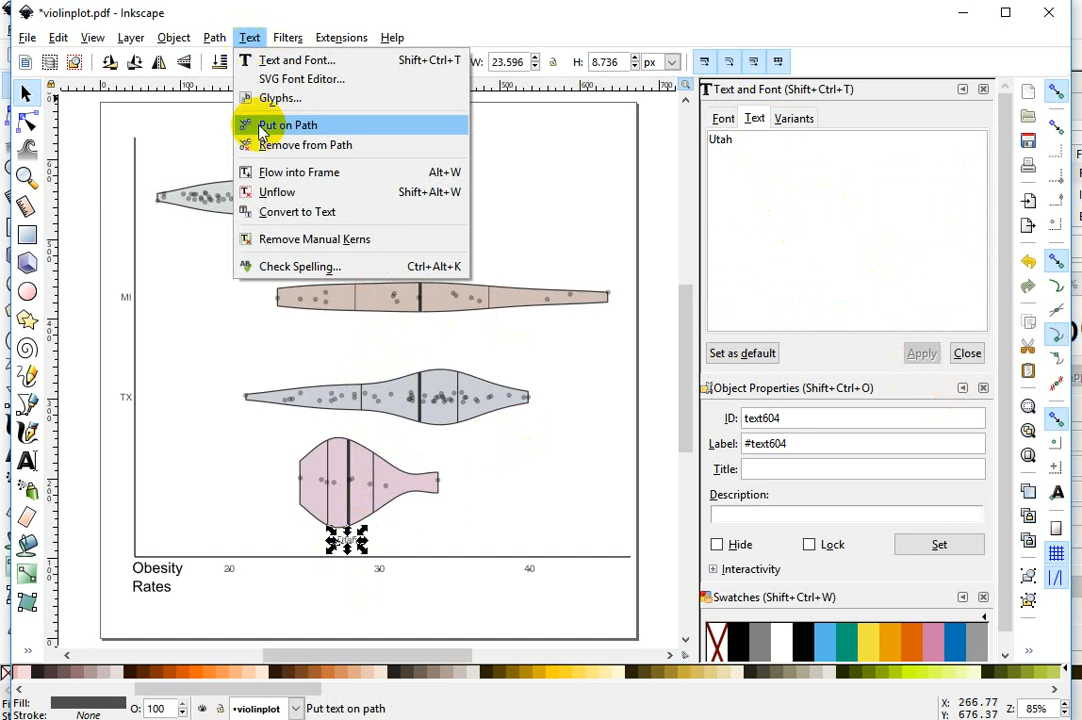 *violinplot.pdf - Inkscape
File Edit View Layer Object Path Text Filters Extensions Help
W: 23.596 H: 8.736 px
Text and Font... Shift+Ctrl+T
SVG Font Editor...
Glyphs...
Put on Path
Remove from Path
Flow into Frame Alt+W
Unflow Shift+Alt+W
Convert to Text
Remove Manual Kerns
Check Spelling... Ctrl+Alt+K
Text and Font (Shift+Ctrl+T)
Font Text Variants
Utah
Set as default Apply Close
Object Properties (Shift+Ctrl+O)
ID: text604
Label: #text604
Title:
Description:
Hide Lock Set
Interactivity
Swatches (Shift+Ctrl+W)
MI
TX
Obesity
Rates
20 30 40
Fill:
Stroke: None
O: 100
•violinplot
Put text on path
X: 266.77
Y: 676.37
Z: 85%